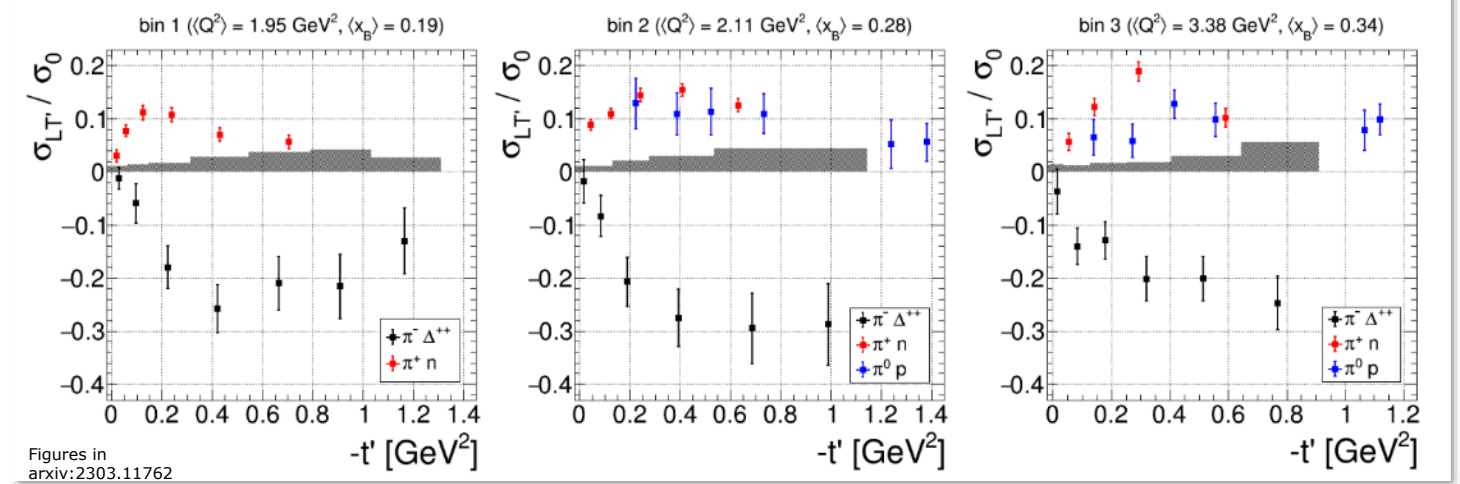 bin 1 (⟨Q²⟩ = 1.95 GeV², ⟨x_B⟩ = 0.19)
σ_LT' / σ_0
0.2
0.1
0
−0.1
−0.2
−0.3
−0.4
π⁻ Δ⁺⁺
π⁺ n
0 0.2 0.4 0.6 0.8 1 1.2 1.4
-t' [GeV²]
bin 2 (⟨Q²⟩ = 2.11 GeV², ⟨x_B⟩ = 0.28)
σ_LT' / σ_0
0.2
0.1
0
−0.1
−0.2
−0.3
−0.4
π⁻ Δ⁺⁺
π⁺ n
π⁰ p
0 0.2 0.4 0.6 0.8 1 1.2 1.4
-t' [GeV²]
bin 3 (⟨Q²⟩ = 3.38 GeV², ⟨x_B⟩ = 0.34)
σ_LT' / σ_0
0.2
0.1
0
−0.1
−0.2
−0.3
−0.4
π⁻ Δ⁺⁺
π⁺ n
π⁰ p
0 0.2 0.4 0.6 0.8 1 1.2
-t' [GeV²]
Figures in
arxiv:2303.11762